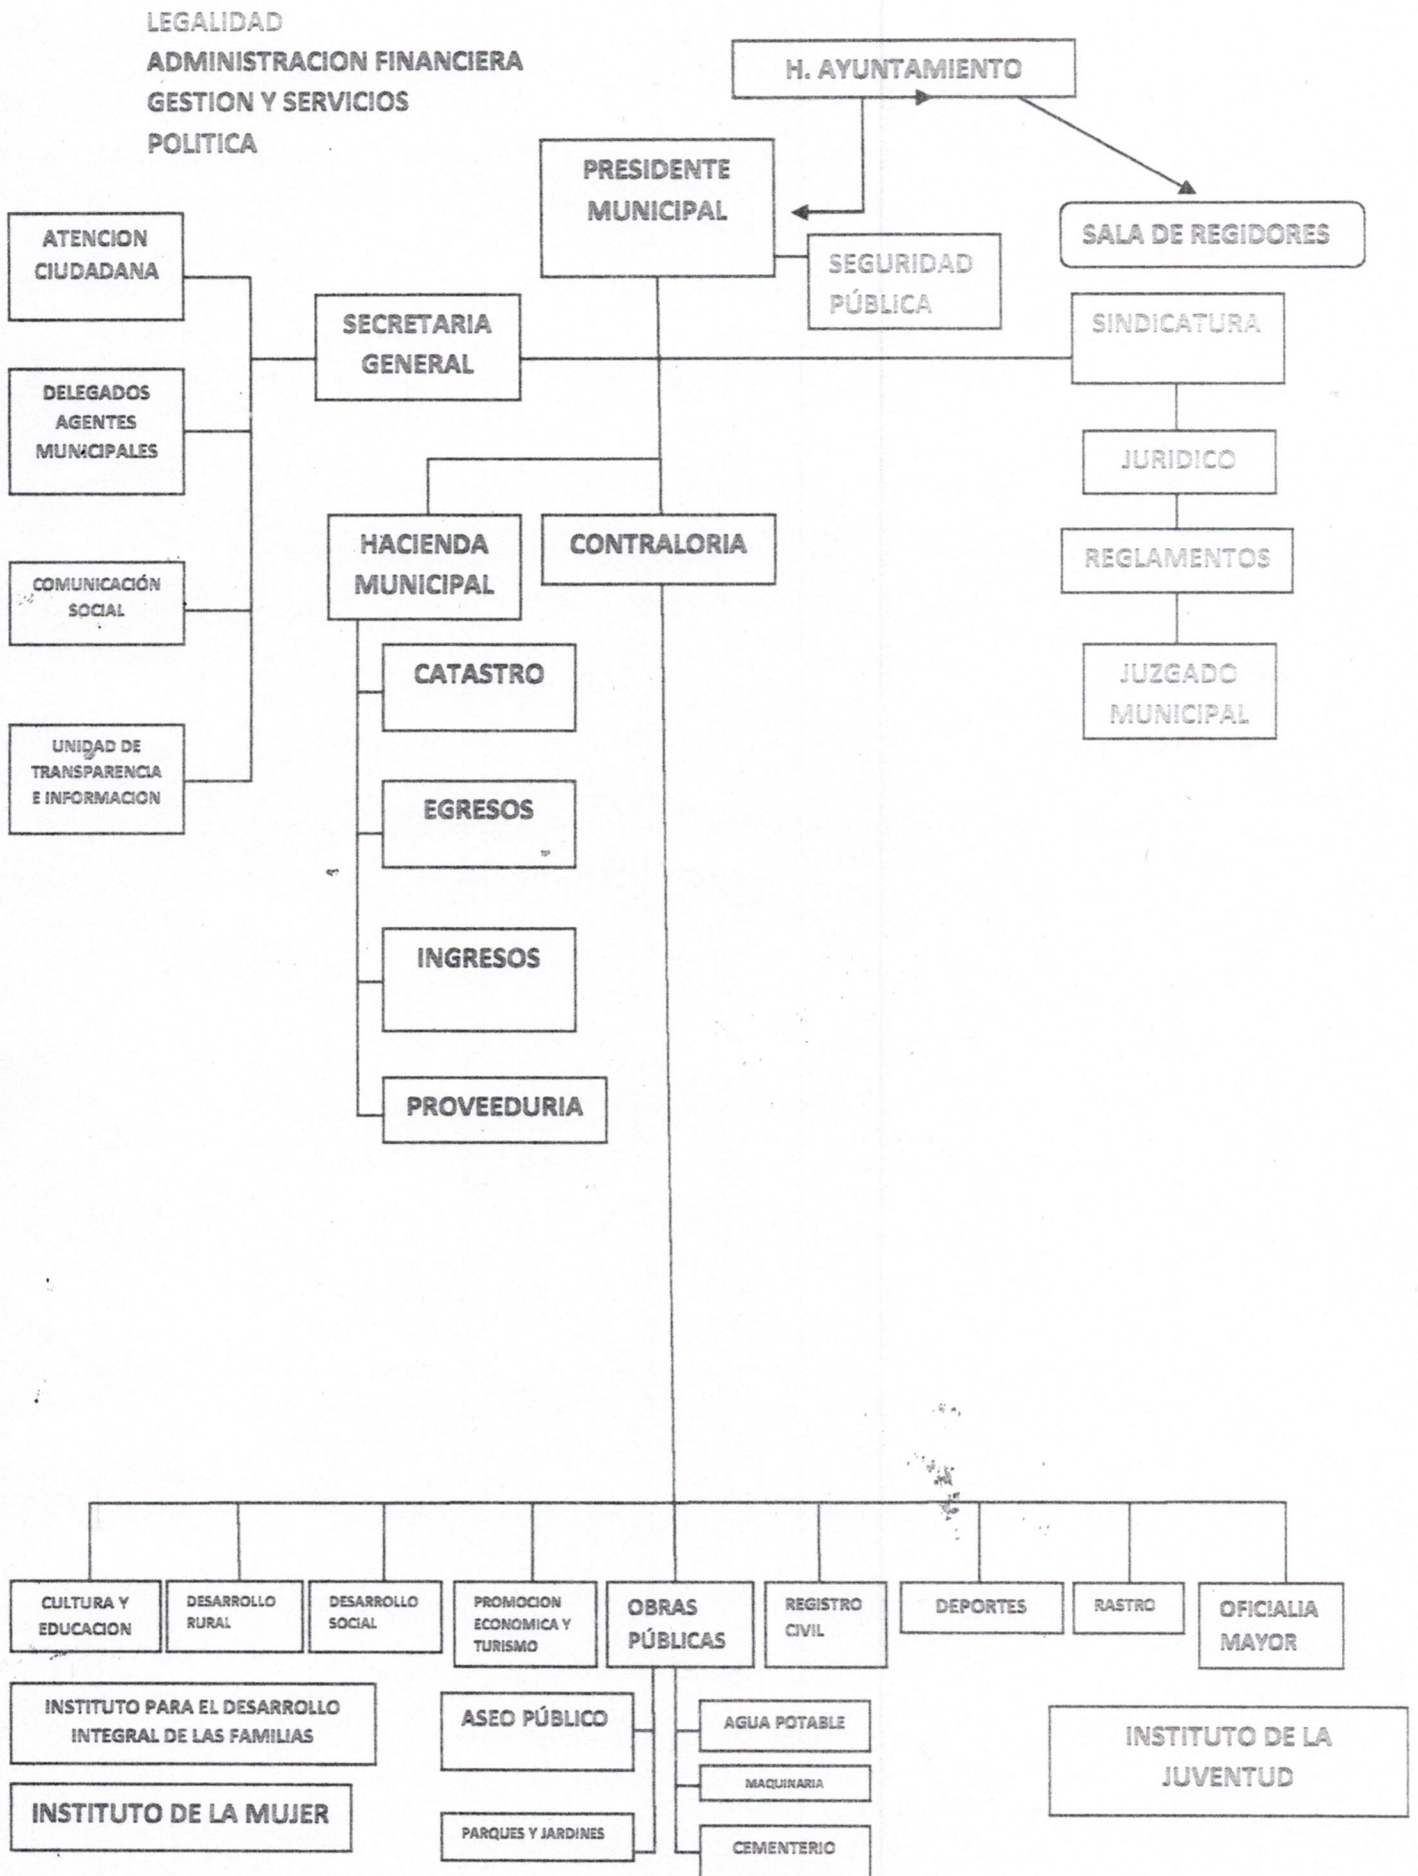 LEGALIDAD
ADMINISTRACION FINANCIERA
GESTION Y SERVICIOS
POLITICA
H. AYUNTAMIENTO
PRESIDENTE
MUNICIPAL
SALA DE REGIDORES
SEGURIDAD
PÚBLICA
ATENCION
CIUDADANA
SECRETARIA
GENERAL
SINDICATURA
DELEGADOS
AGENTES
MUNICIPALES
JURIDICO
HACIENDA
MUNICIPAL
CONTRALORIA
REGLAMENTOS
COMUNICACIÓN
SOCIAL
CATASTRO
JUZGADO
MUNICIPAL
UNIDAD DE
TRANSPARENCIA
E INFORMACION
EGRESOS
INGRESOS
PROVEEDURIA
CULTURA Y
EDUCACION
DESARROLLO
RURAL
DESARROLLO
SOCIAL
PROMOCION
ECONOMICA Y
TURISMO
OBRAS
PÚBLICAS
REGISTRO
CIVIL
DEPORTES
RASTRO
OFICIALIA
MAYOR
INSTITUTO PARA EL DESARROLLO
INTEGRAL DE LAS FAMILIAS
ASEO PÚBLICO
AGUA POTABLE
INSTITUTO DE LA
JUVENTUD
MAQUINARIA
INSTITUTO DE LA MUJER
PARQUES Y JARDINES
CEMENTERIO